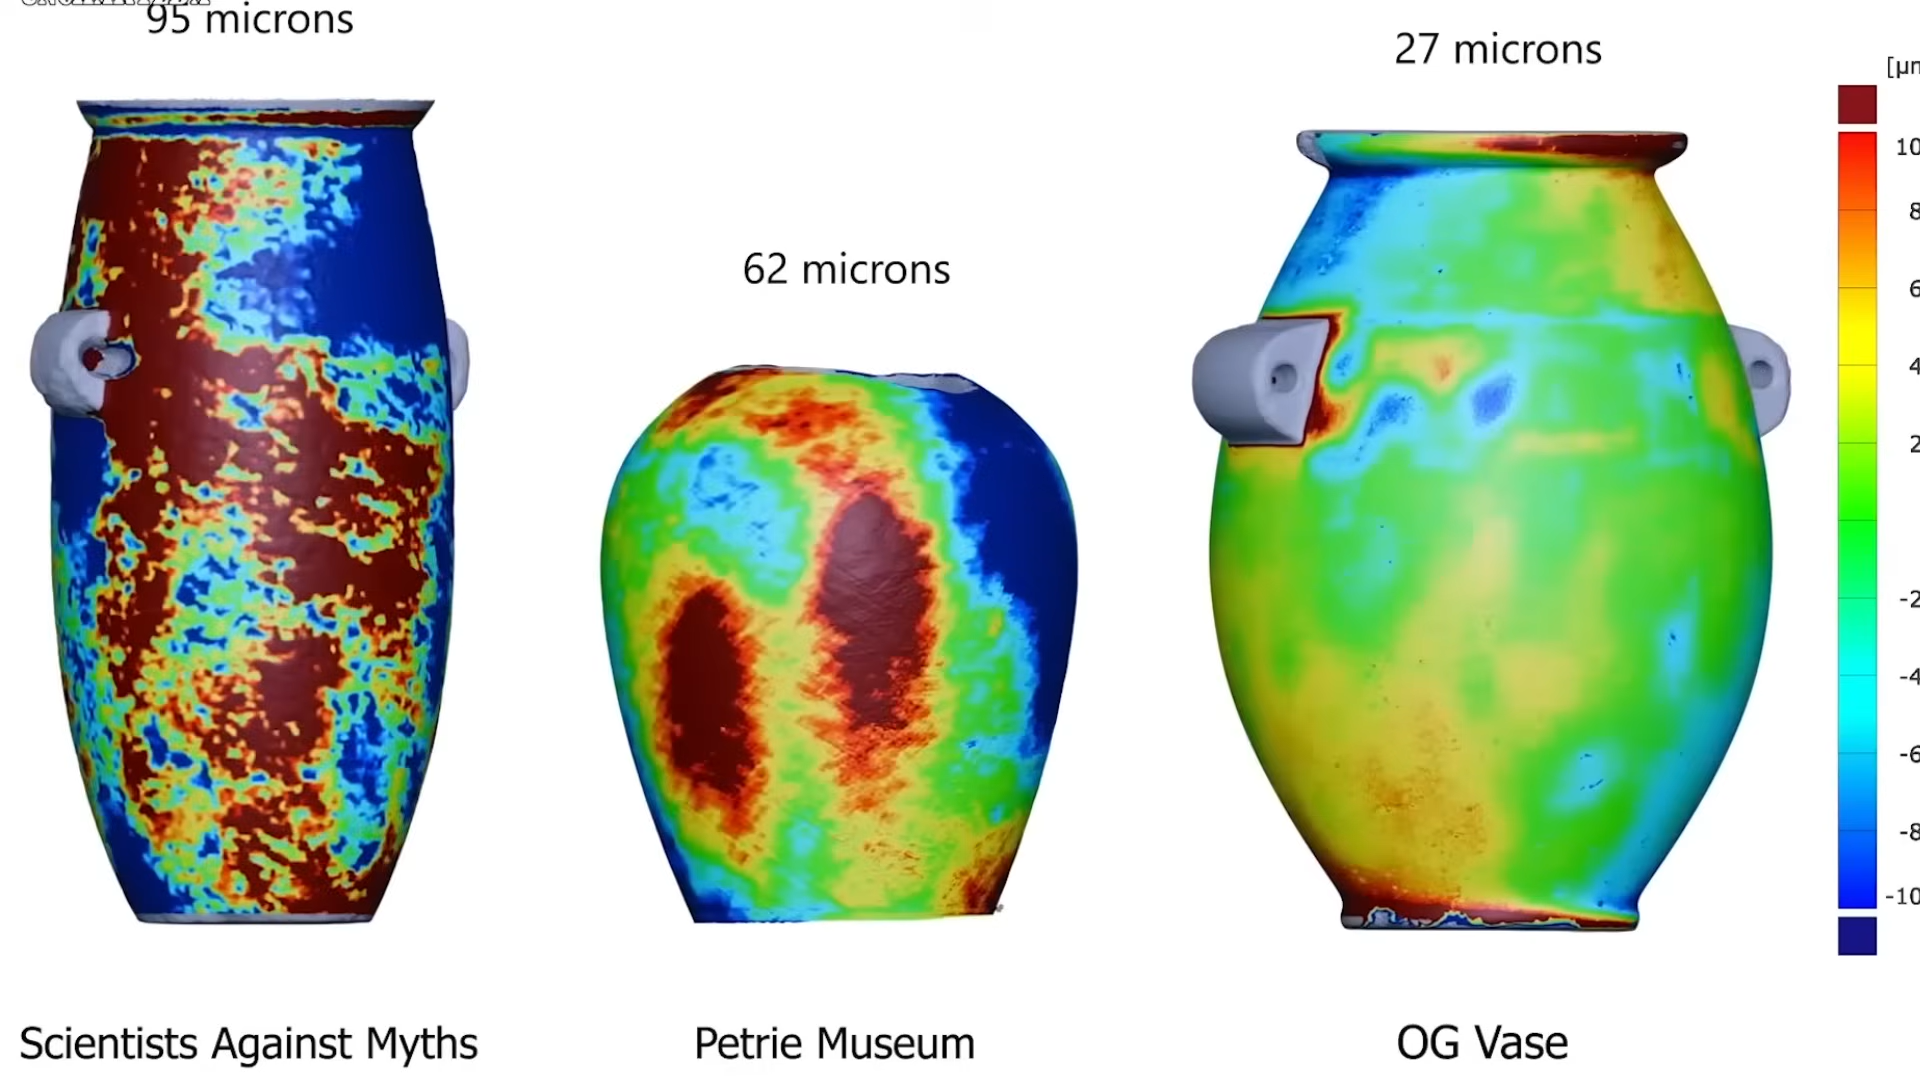 95 microns
27 microns
[µm
62 microns
10
8
6
4
2
-2
-4
-6
-8
-10
Scientists Against Myths
Petrie Museum
OG Vase